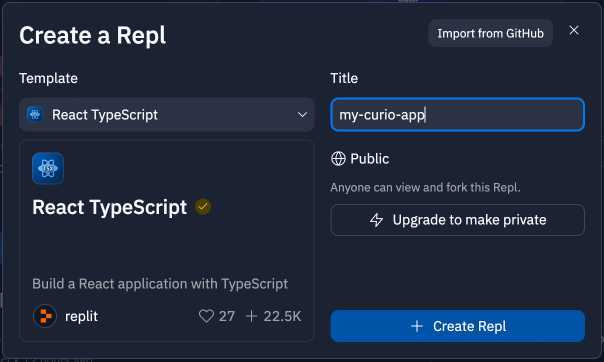 Create a Repl
Import from GitHub
Template
React TypeScript
React TypeScript
Build a React application with TypeScript
replit
27
22.5K
Title
my-curio-app
Public
Anyone can view and fork this Repl.
Upgrade to make private
Create Repl